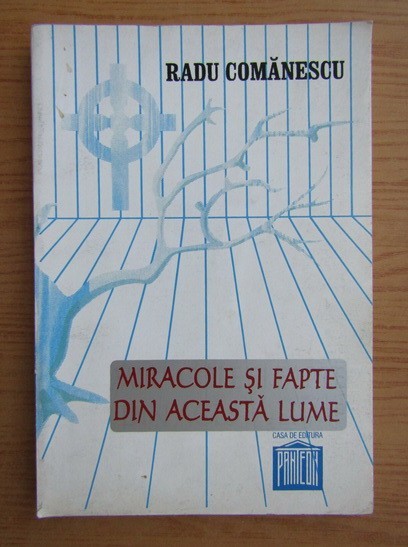 RADU COMĂNESCU
MIRACOLE ŞI FAPTE
DIN ACEASTĂ LUME
CASA DE EDITURA
PANTEON